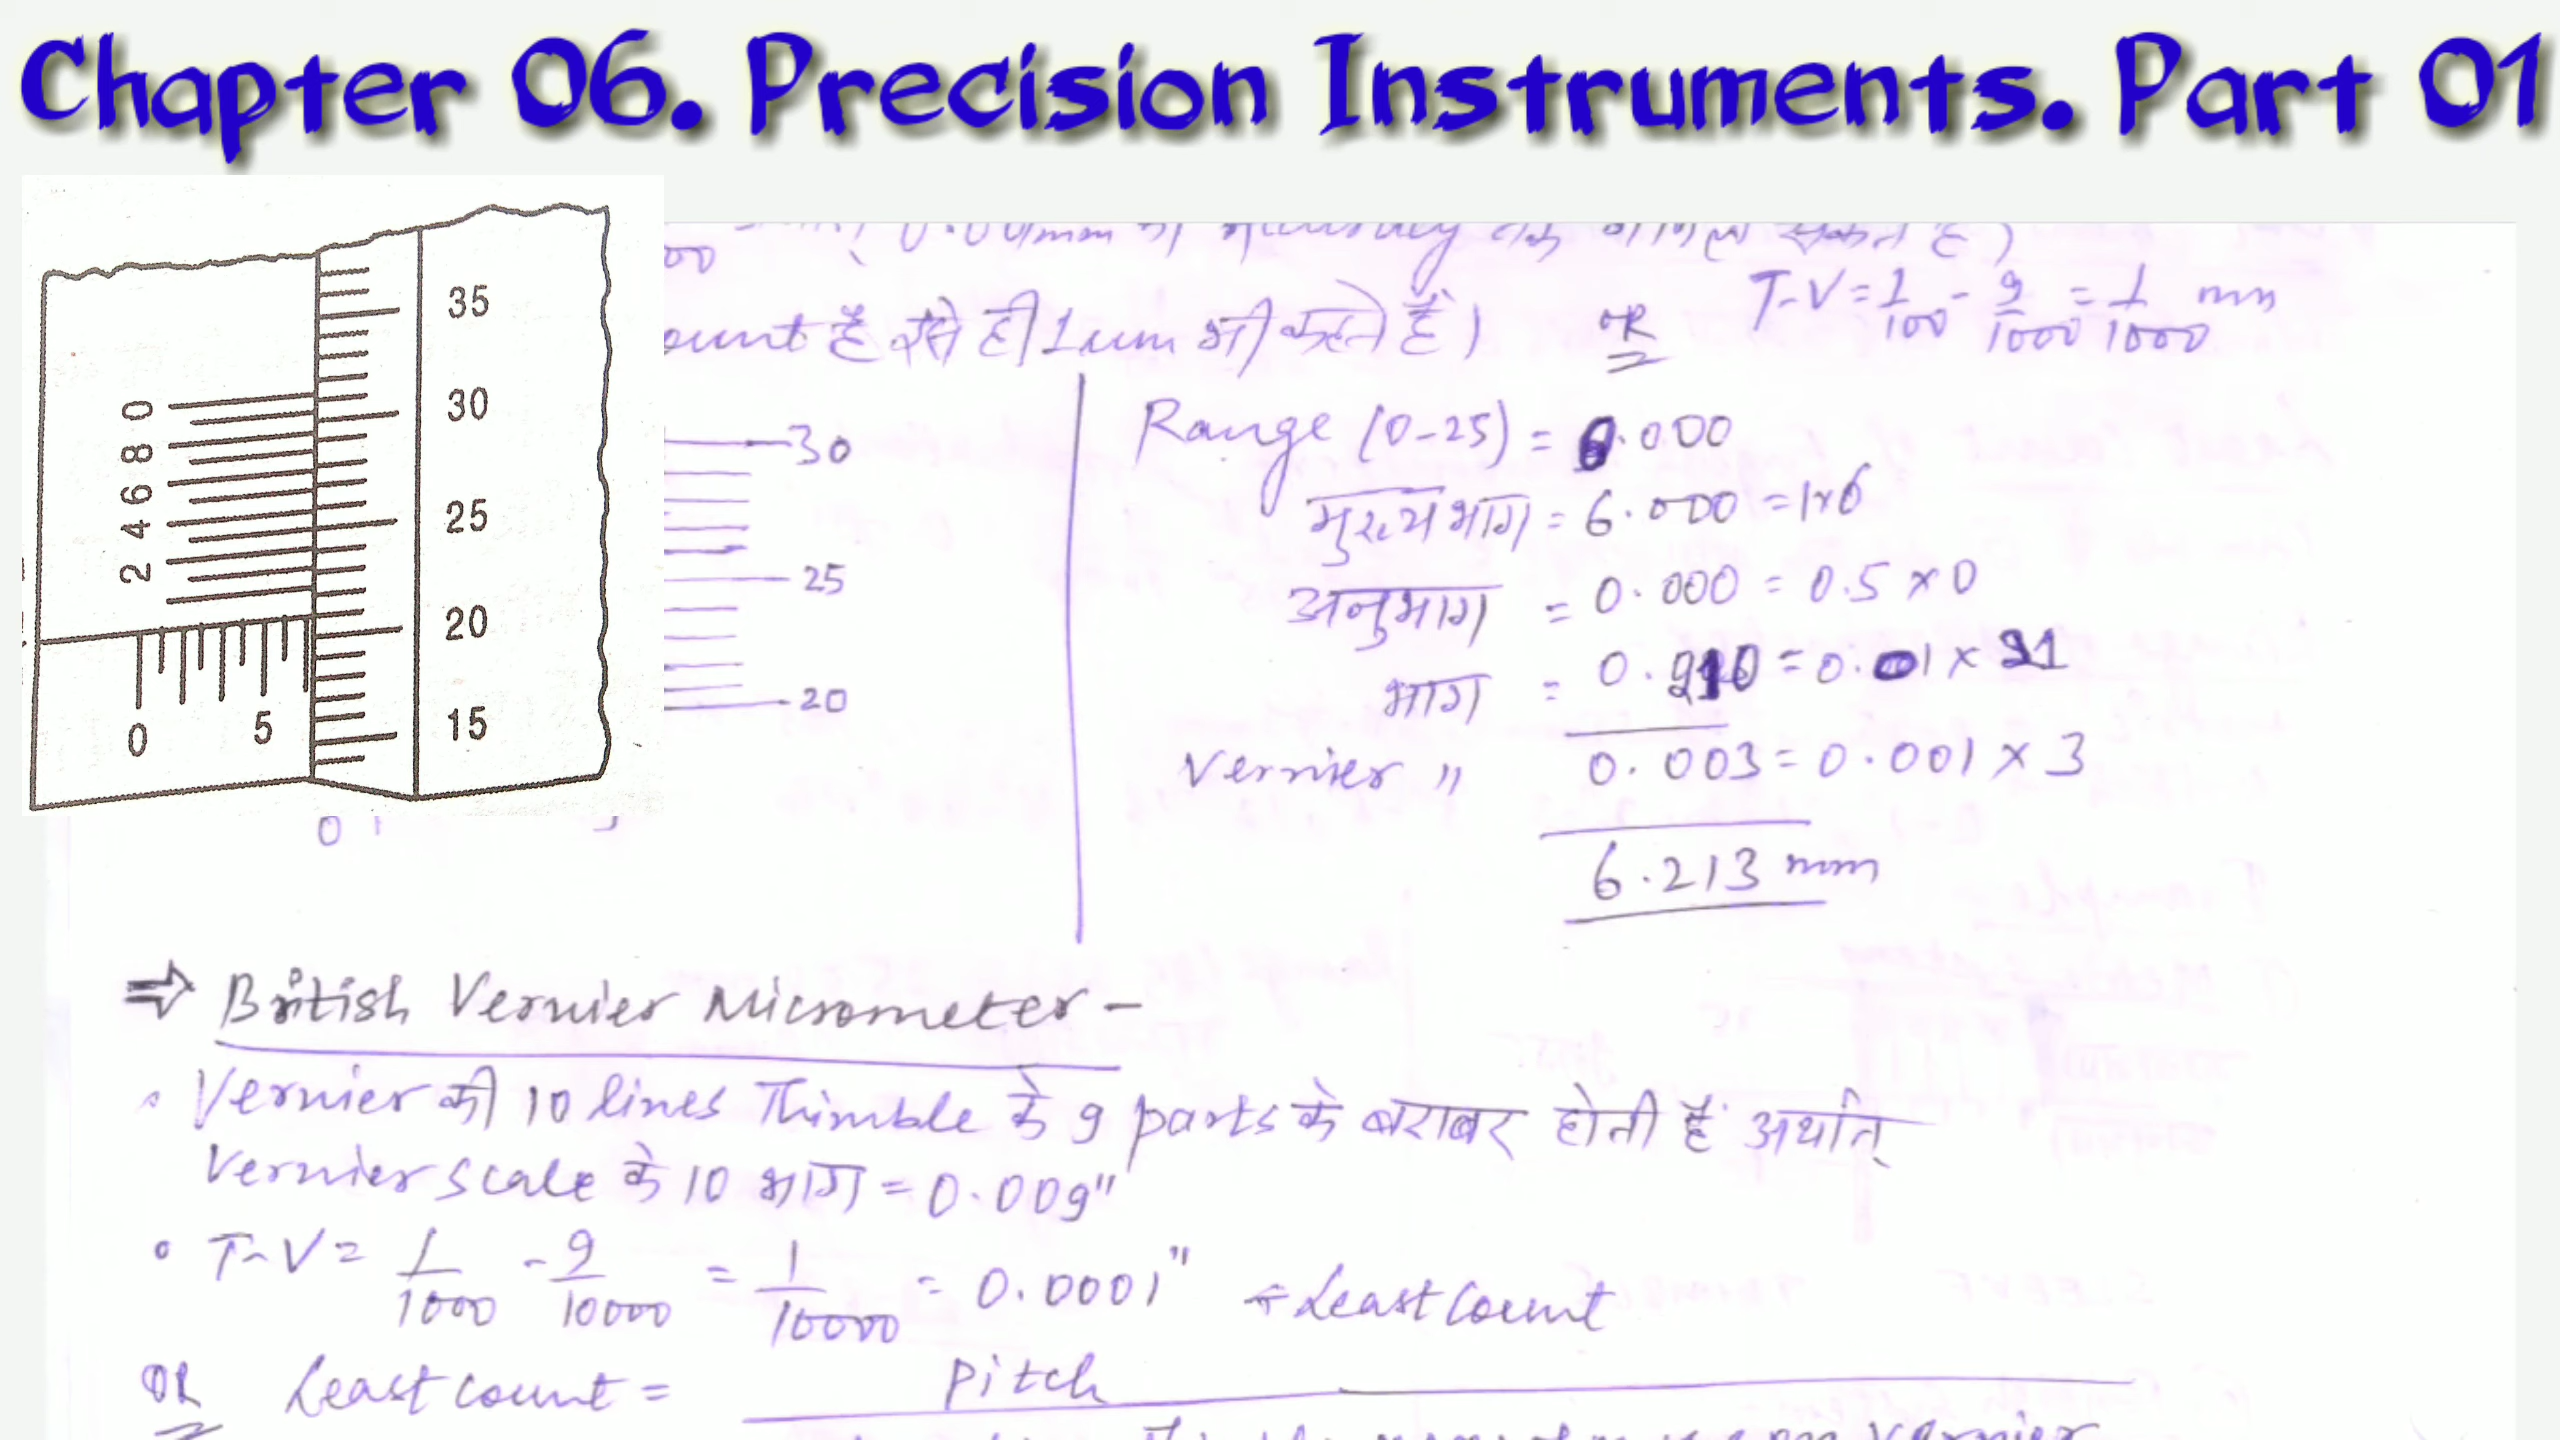 Chapter 06. Precision Instruments. Part 01
T-V = 1/100 - 9/1000 = 1/1000 mm
ount है इसे ही 1um भी कहते है।
OR
35
30
25
20
15
0
8
6
4
2
0
5
30
25
20
Range (0-25) = 0.000
मुख्य भाग = 6.000 = 1×6
अनुभाग = 0.000 = 0.5 × 0
भाग = 0.210 = 0.01 × 21
Vernier " 0.003 = 0.001 × 3
6.213 mm
⇒ British Vernier Micrometer -
Vernier की 10 lines Thimble के 9 parts के बराबर होती है अर्थात्
Vernier scale के 10 भाग = 0.009"
T-V = 1/1000 - 9/10000 = 1/10000 = 0.0001" ← Least Count
OR Least count = Pitch